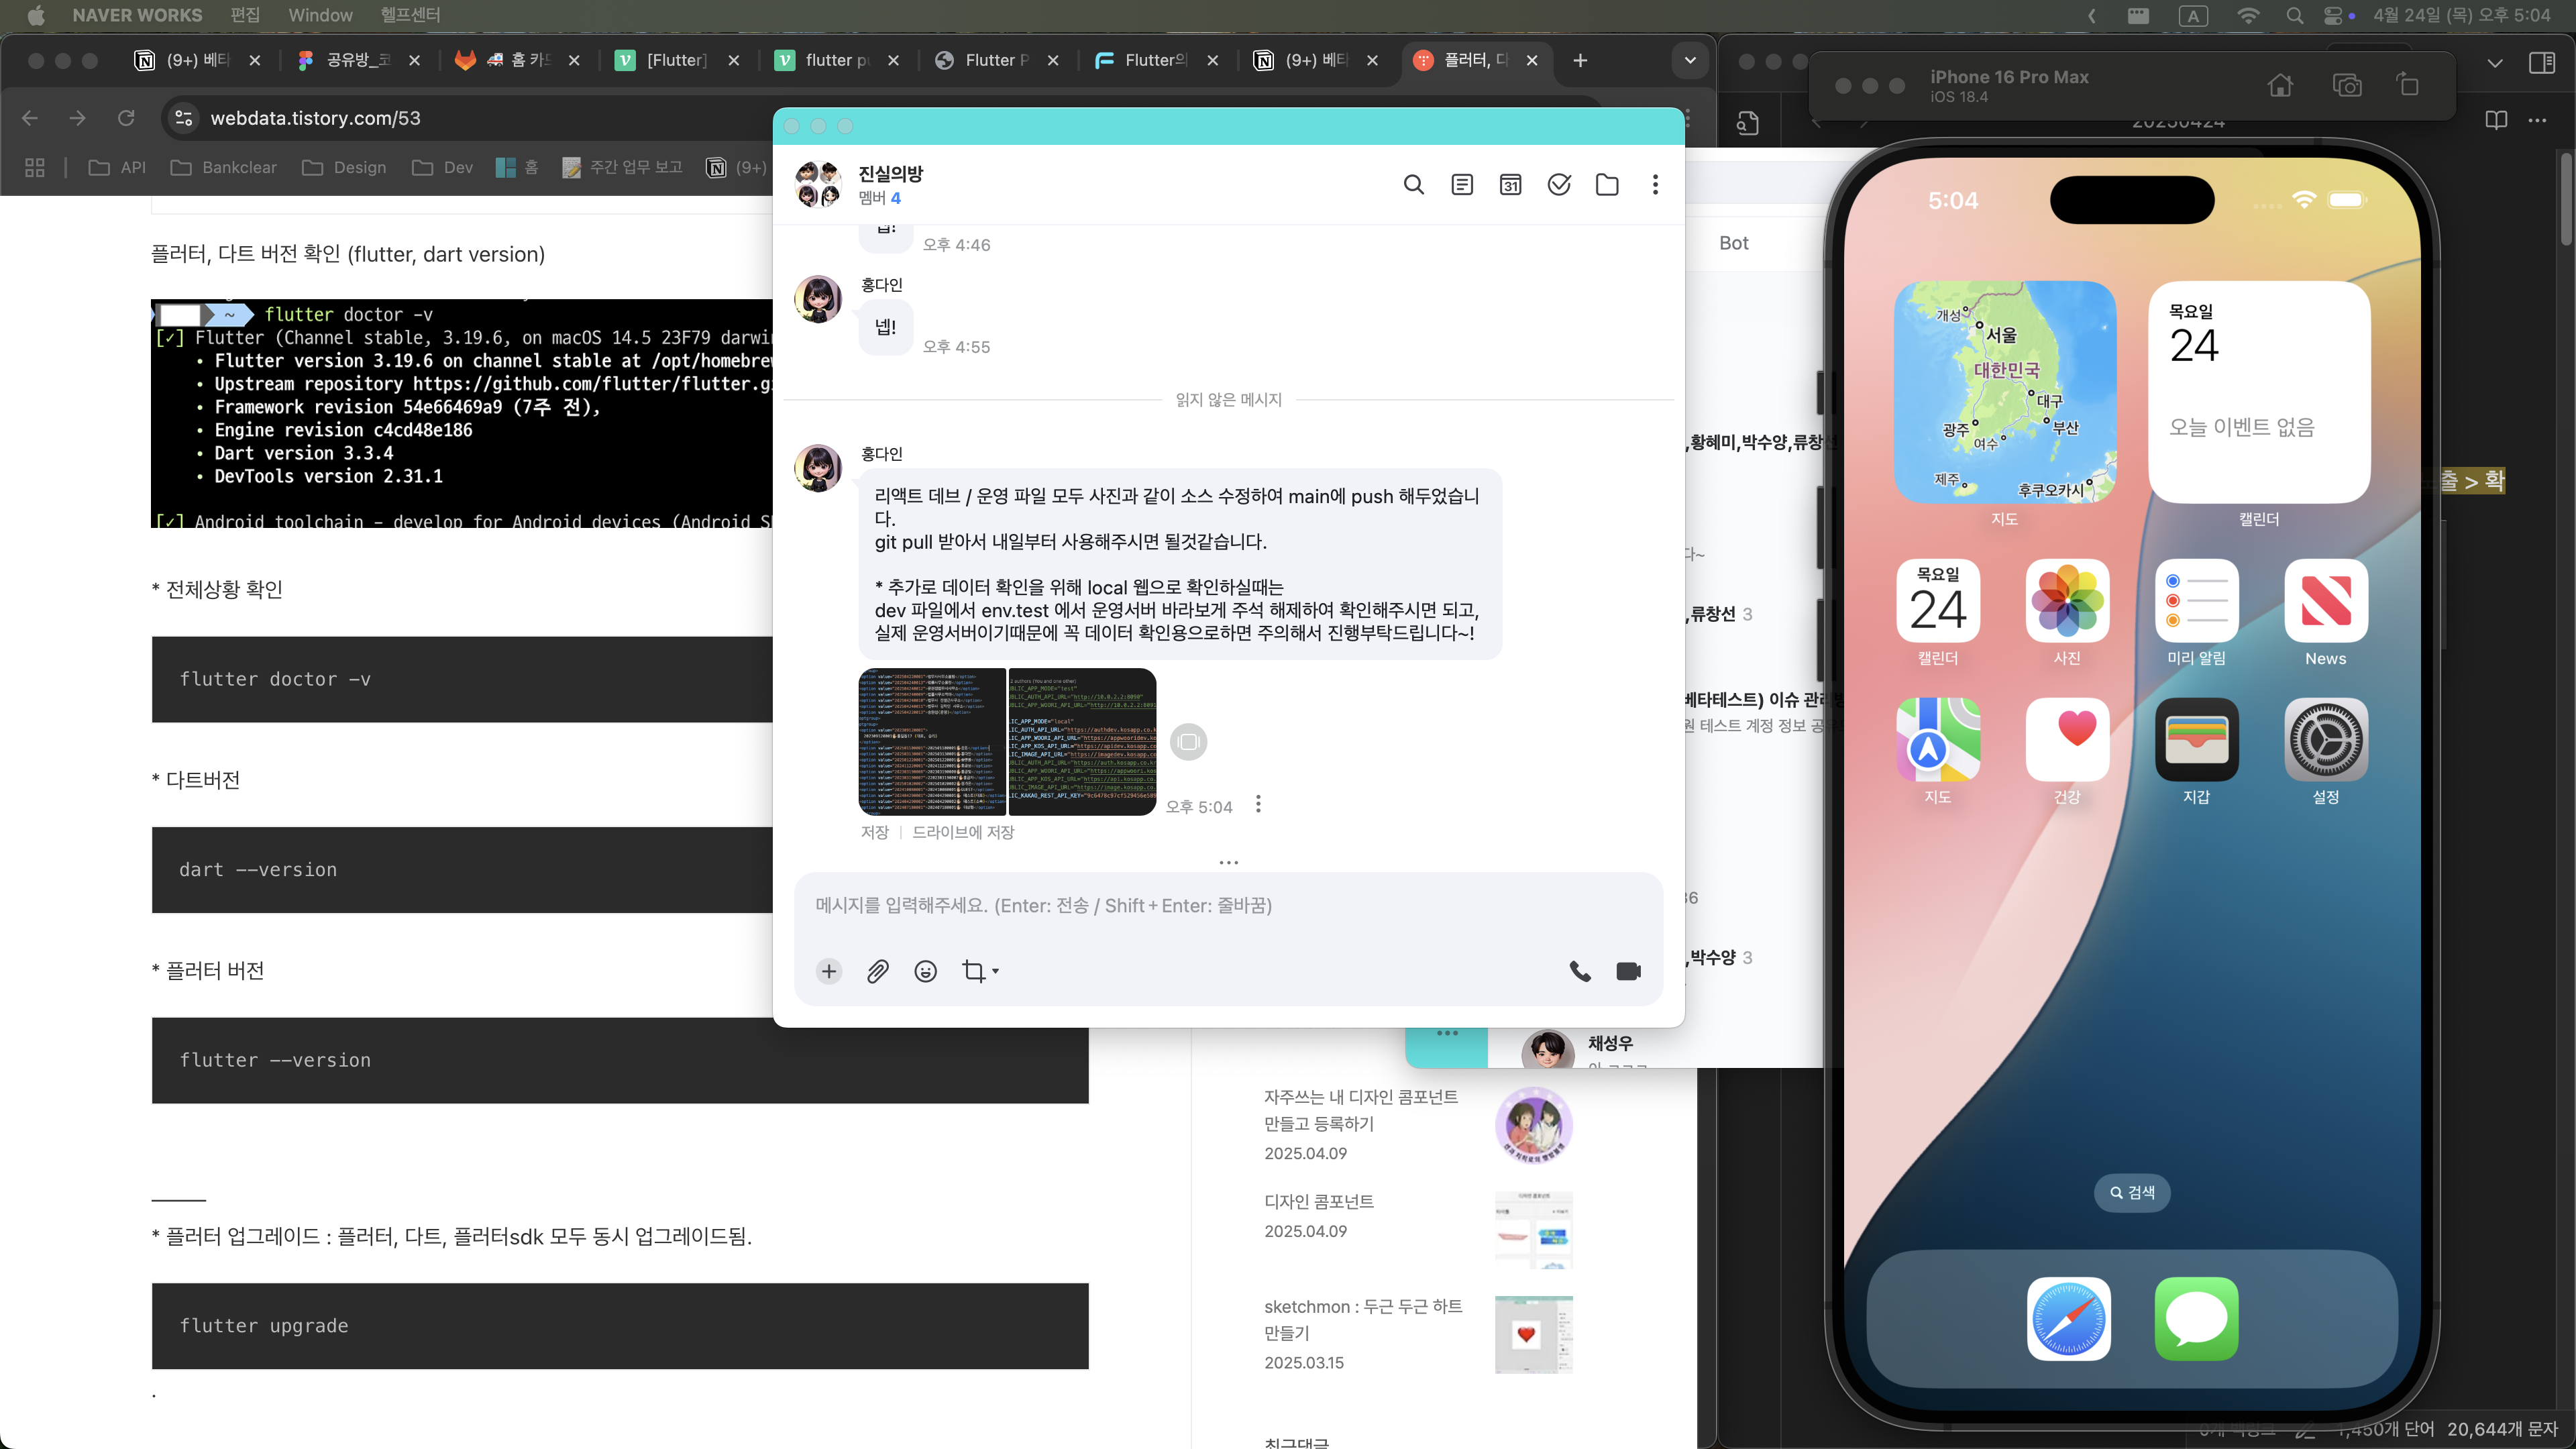 NAVER WORKS 편집 Window 헬프센터
A 4월 24일 (목) 오후 5:04
(9+) 베타
공유방_코
홈 카드
[Flutter]
flutter pu
Flutter P
Flutter의
(9+) 베타
플러터, 다
webdata.tistory.com/53
API Bankclear Design Dev 홈 주간 업무 보고 (9+)
플러터, 다트 버전 확인 (flutter, dart version)
~ flutter doctor -v
[✓] Flutter (Channel stable, 3.19.6, on macOS 14.5 23F79 darwin
• Flutter version 3.19.6 on channel stable at /opt/homebrew
• Upstream repository https://github.com/flutter/flutter.gi
• Framework revision 54e66469a9 (7주 전),
• Engine revision c4cd48e186
• Dart version 3.3.4
• DevTools version 2.31.1
[✓] Android toolchain - develop for Android devices (Android S
* 전체상황 확인
flutter doctor -v
* 다트버전
dart --version
* 플러터 버전
flutter --version
* 플러터 업그레이드 : 플러터, 다트, 플러터sdk 모두 동시 업그레이드됨.
flutter upgrade
.
진실의방
멤버 4
31
넵!
오후 4:46
홍다인
넵!
오후 4:55
읽지 않은 메시지
홍다인
리액트 데브 / 운영 파일 모두 사진과 같이 소스 수정하여 main에 push 해두었습니
다.
git pull 받아서 내일부터 사용해주시면 될것같습니다.
* 추가로 데이터 확인을 위해 local 웹으로 확인하실때는
dev 파일에서 env.test 에서 운영서버 바라보게 주석 해제하여 확인해주시면 되고,
실제 운영서버이기때문에 꼭 데이터 확인용으로하면 주의해서 진행부탁드립니다~!
오후 5:04
저장 | 드라이브에 저장
메시지를 입력해주세요. (Enter: 전송 / Shift + Enter: 줄바꿈)
Bot
,황혜미,박수양,류창선
다~
,류창선 3
베타테스트) 이슈 관리방
테스트 계정 정보 공
,박수양 3
채성우
자주쓰는 내 디자인 콤포넌트
만들고 등록하기
2025.04.09
디자인 콤포넌트
2025.04.09
sketchmon : 두근 두근 하트
만들기
2025.03.15
최근댓글
iPhone 16 Pro Max
iOS 18.4
20250424
5:04
개성
서울
대한민국
대구
광주
부산
여수
제주
후쿠오카시
지도
목요일
24
오늘 이벤트 없음
캘린더
목요일
24
캘린더
사진
미리 알림
News
지도
건강
지갑
설정
검색
출 > 확
0개 백링크
1,450개 단어 20,644개 문자